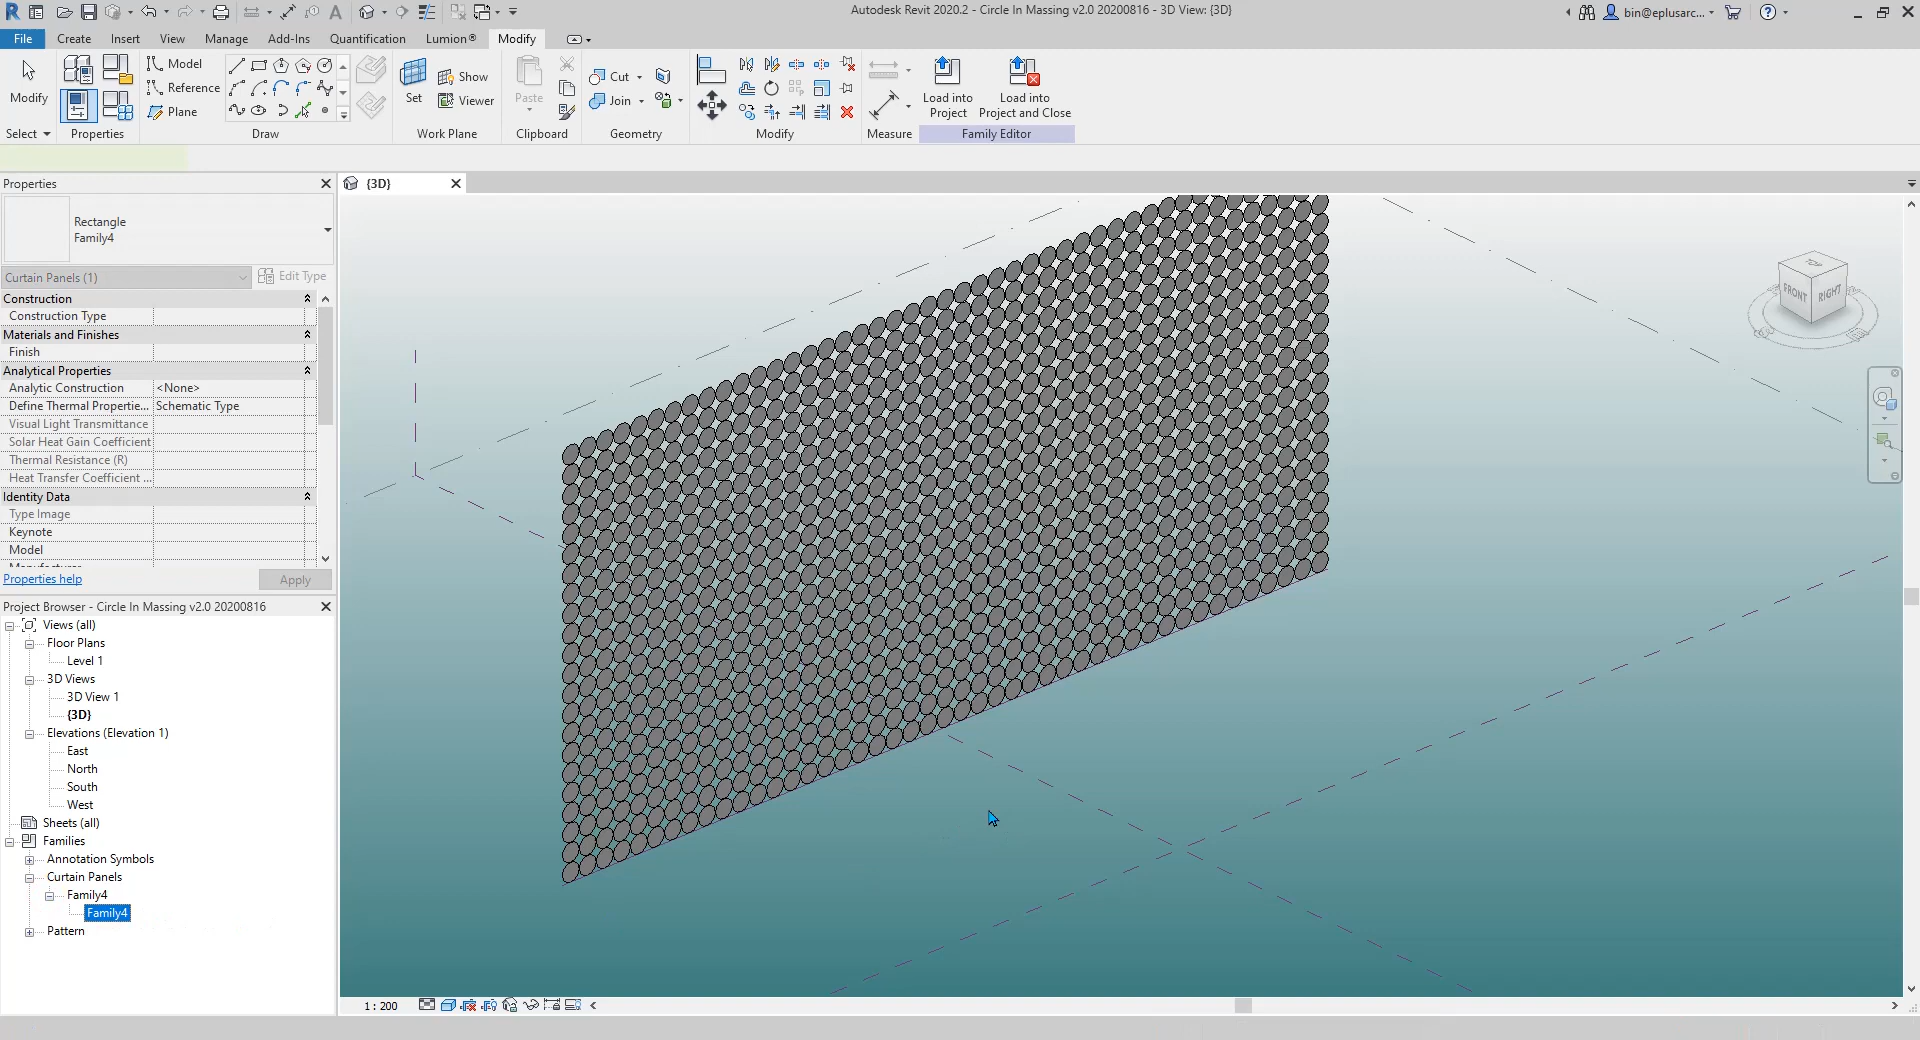 Autodesk Revit 2020.2 - Circle In Massing v2.0 20200816 - 3D View: {3D}
bin@eplusarc...
File Create Insert View Manage Add-Ins Quantification Lumion® Modify
Modify
Select
Properties
Model
Reference
Plane
Draw
Set
Show
Viewer
Work Plane
Paste
Clipboard
Cut
Join
Geometry
Modify
Measure
Load into
Project
Load into
Project and Close
Family Editor
Properties
{3D}
Rectangle
Family4
Curtain Panels (1)
Edit Type
Construction
Construction Type
Materials and Finishes
Finish
Analytical Properties
Analytic Construction <None>
Define Thermal Propertie... Schematic Type
Visual Light Transmittance
Solar Heat Gain Coefficient
Thermal Resistance (R)
Heat Transfer Coefficient ...
Identity Data
Type Image
Keynote
Model
Properties help
Apply
Project Browser - Circle In Massing v2.0 20200816
Views (all)
Floor Plans
Level 1
3D Views
3D View 1
{3D}
Elevations (Elevation 1)
East
North
South
West
Sheets (all)
Families
Annotation Symbols
Curtain Panels
Family4
Family4
Pattern
FRONT
RIGHT
1 : 200